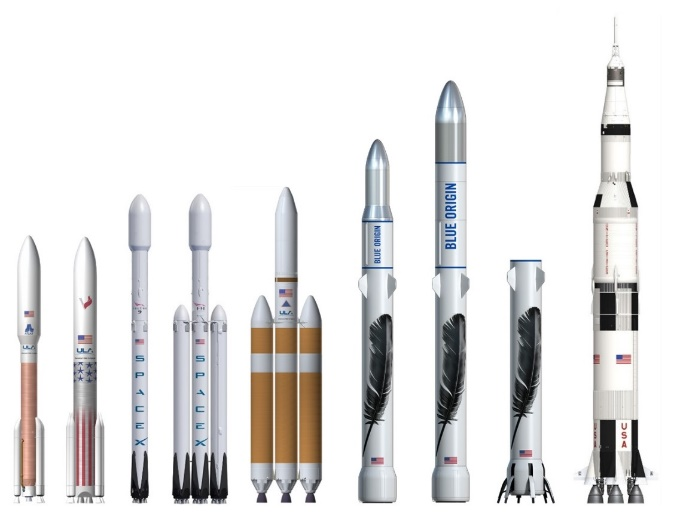 ULA
ULA
SPACEX
SPACEX
ULA
BLUE ORIGIN
BLUE ORIGIN
USA